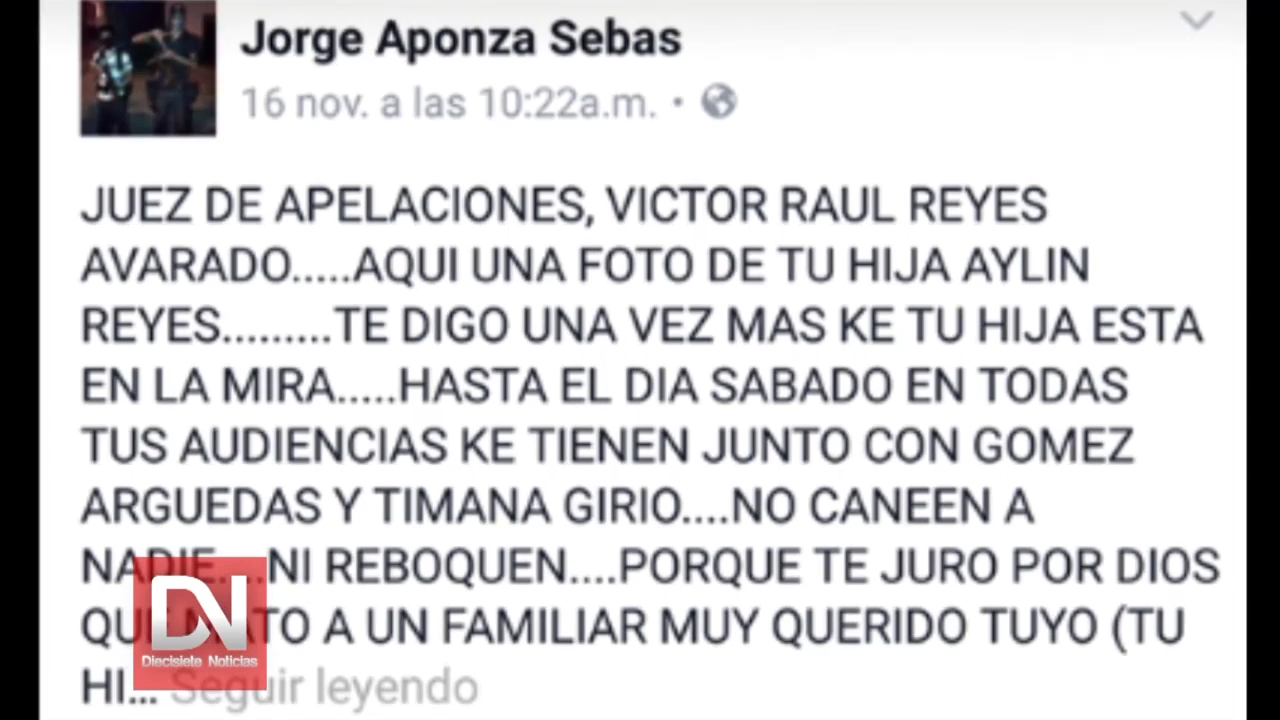 Jorge Aponza Sebas
16 nov. a las 10:22a.m. •
JUEZ DE APELACIONES, VICTOR RAUL REYES
AVARADO.....AQUI UNA FOTO DE TU HIJA AYLIN
REYES.........TE DIGO UNA VEZ MAS KE TU HIJA ESTA
EN LA MIRA.....HASTA EL DIA SABADO EN TODAS
TUS AUDIENCIAS KE TIENEN JUNTO CON GOMEZ
ARGUEDAS Y TIMANA GIRIO....NO CANEEN A
NADIE....NI REBOQUEN....PORQUE TE JURO POR DIOS
QUE MATO A UN FAMILIAR MUY QUERIDO TUYO (TU
HI... Seguir leyendo
DN
Diecisiete Noticias